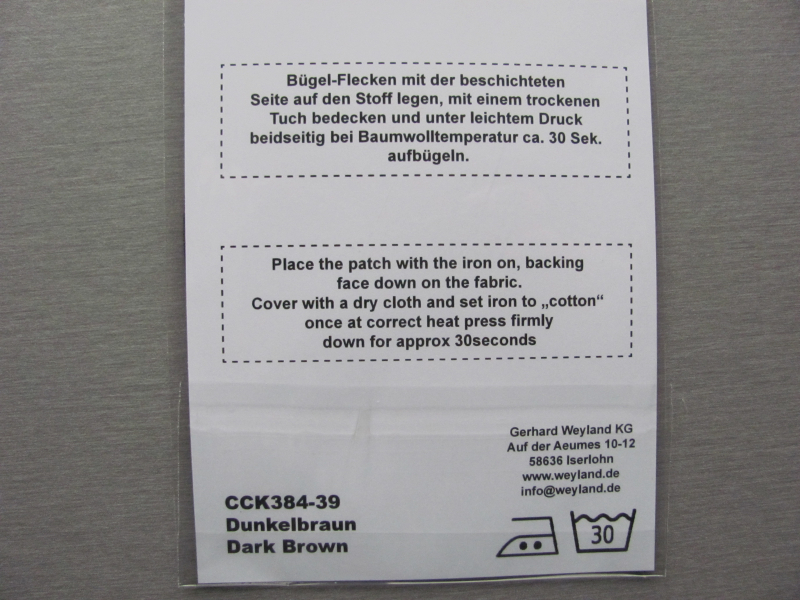 Bügel-Flecken mit der beschichteten
Seite auf den Stoff legen, mit einem trockenen
Tuch bedecken und unter leichtem Druck
beidseitig bei Baumwolltemperatur ca. 30 Sek.
aufbügeln.
Place the patch with the iron on, backing
face down on the fabric.
Cover with a dry cloth and set iron to „cotton“
once at correct heat press firmly
down for approx 30seconds
Gerhard Weyland KG
Auf der Aeumes 10-12
58636 Iserlohn
www.weyland.de
info@weyland.de
CCK384-39
Dunkelbraun
Dark Brown
30